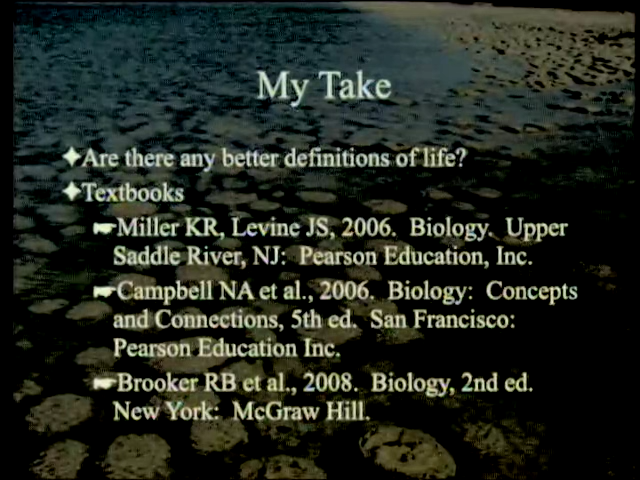 My Take
Are there any better definitions of life?
Textbooks
Miller KR, Levine JS, 2006. Biology. Upper
Saddle River, NJ: Pearson Education, Inc.
Campbell NA et al., 2006. Biology: Concepts
and Connections, 5th ed. San Francisco:
Pearson Education Inc.
Brooker RB et al., 2008. Biology, 2nd ed.
New York: McGraw Hill.